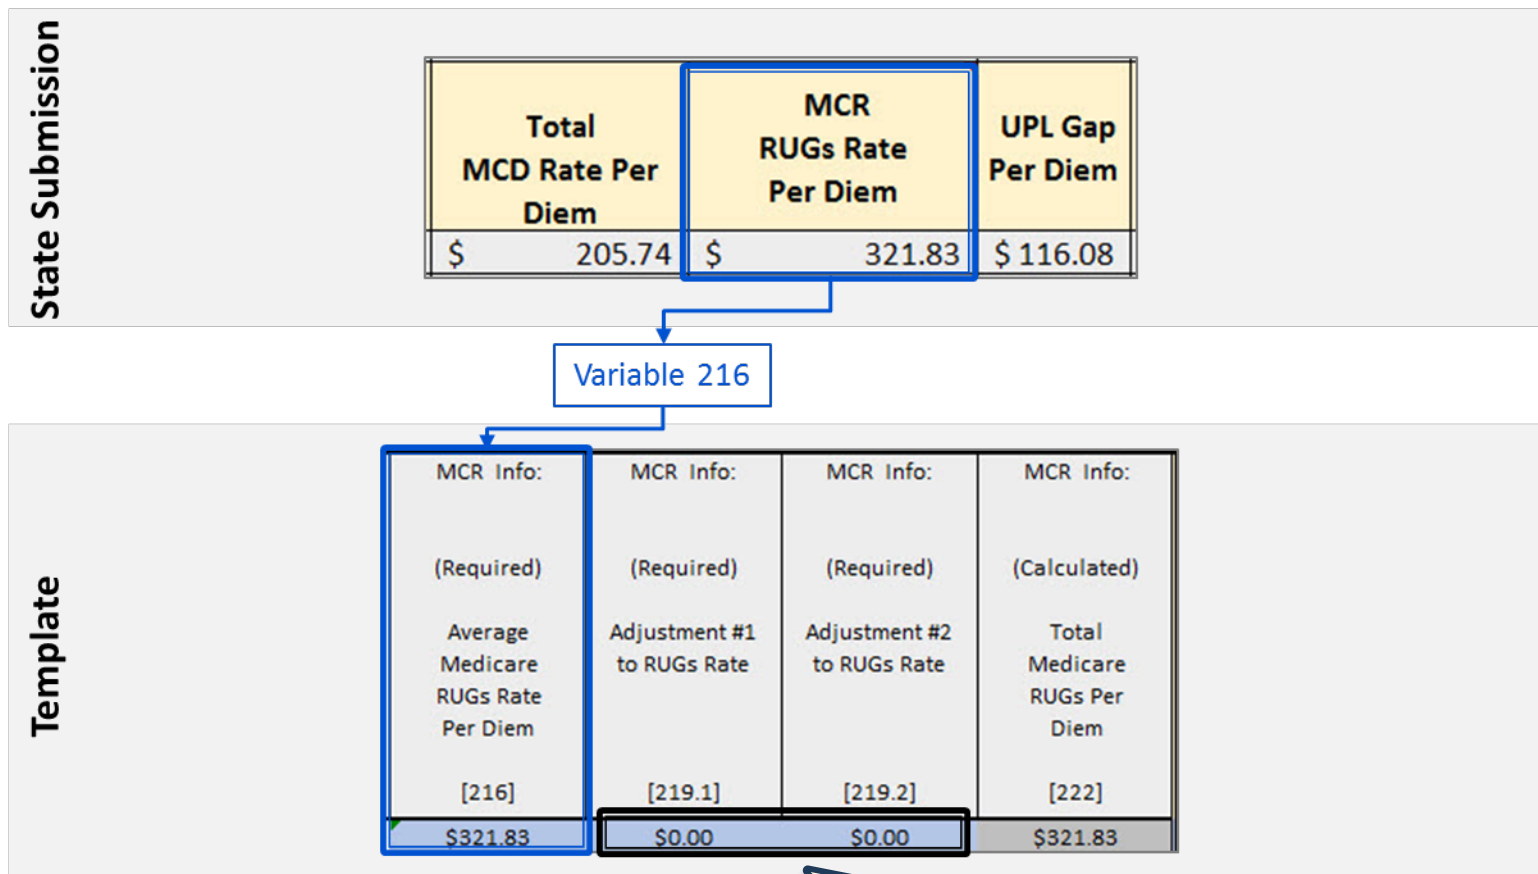 State Submission
Total
MCD Rate Per
Diem
MCR
RUGs Rate
Per Diem
UPL Gap
Per Diem
$ 205.74
$ 321.83
$ 116.08
Variable 216
Template
MCR Info:
(Required)
Average
Medicare
RUGs Rate
Per Diem
[216]
$321.83
MCR Info:
(Required)
Adjustment #1
to RUGs Rate
[219.1]
$0.00
MCR Info:
(Required)
Adjustment #2
to RUGs Rate
[219.2]
$0.00
MCR Info:
(Calculated)
Total
Medicare
RUGs Per
Diem
[222]
$321.83